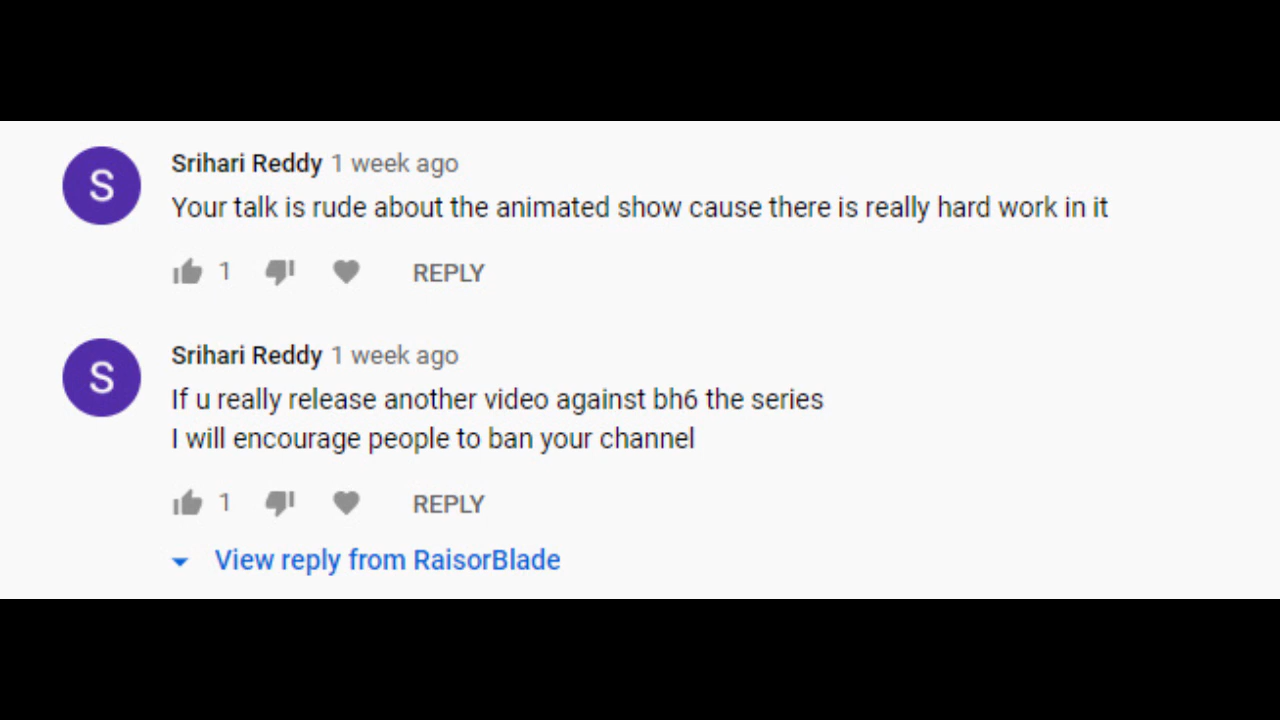 S
Srihari Reddy 1 week ago
Your talk is rude about the animated show cause there is really hard work in it
1 REPLY
S
Srihari Reddy 1 week ago
If u really release another video against bh6 the series
I will encourage people to ban your channel
1 REPLY
View reply from RaisorBlade